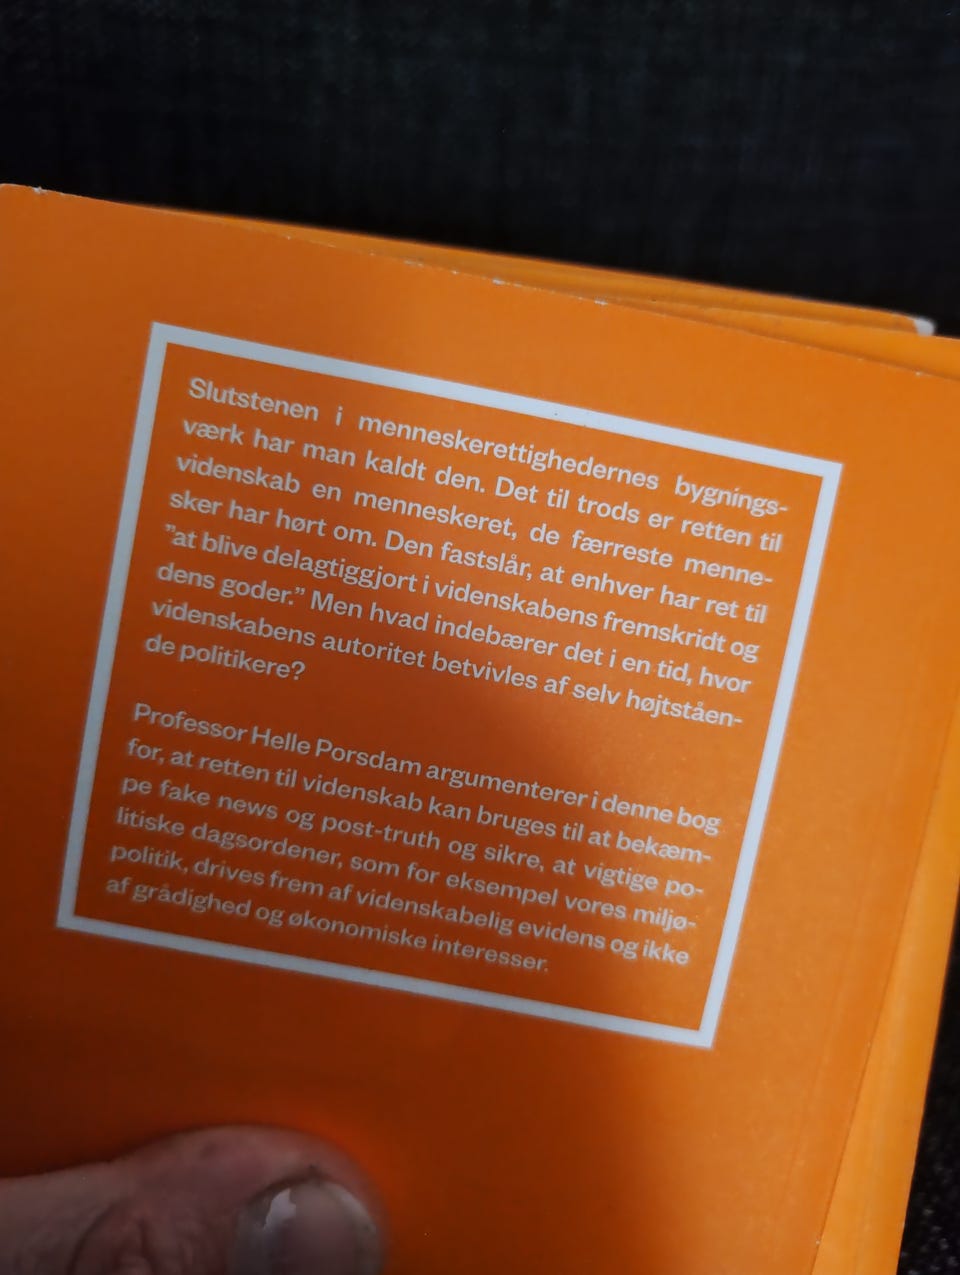 Slutstenen i menneskerettighedernes bygnings-
værk har man kaldt den. Det til trods er retten til
videnskab en menneskeret, de færreste menne-
sker har hørt om. Den fastslår, at enhver har ret til
”at blive delagtiggjort i videnskabens fremskridt og
dens goder.” Men hvad indebærer det i en tid, hvor
videnskabens autoritet betvivles af selv højtståen-
de politikere?
Professor Helle Porsdam argumenterer i denne bog
for, at retten til videnskab kan bruges til at bekæm-
pe fake news og post-truth og sikre, at vigtige po-
litiske dagsordener, som for eksempel vores miljø-
politik, drives frem af videnskabelig evidens og ikke
af grådighed og økonomiske interesser.